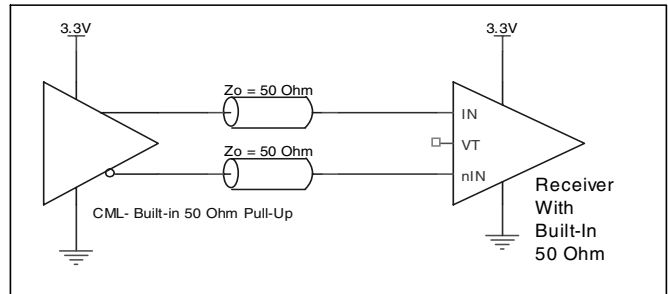 3.3V
3.3V
Zo = 50 Ohm
IN
VT
Zo = 50 Ohm
nIN
Receiver
With
Built-In
50 Ohm
CML- Built-in 50 Ohm Pull-Up